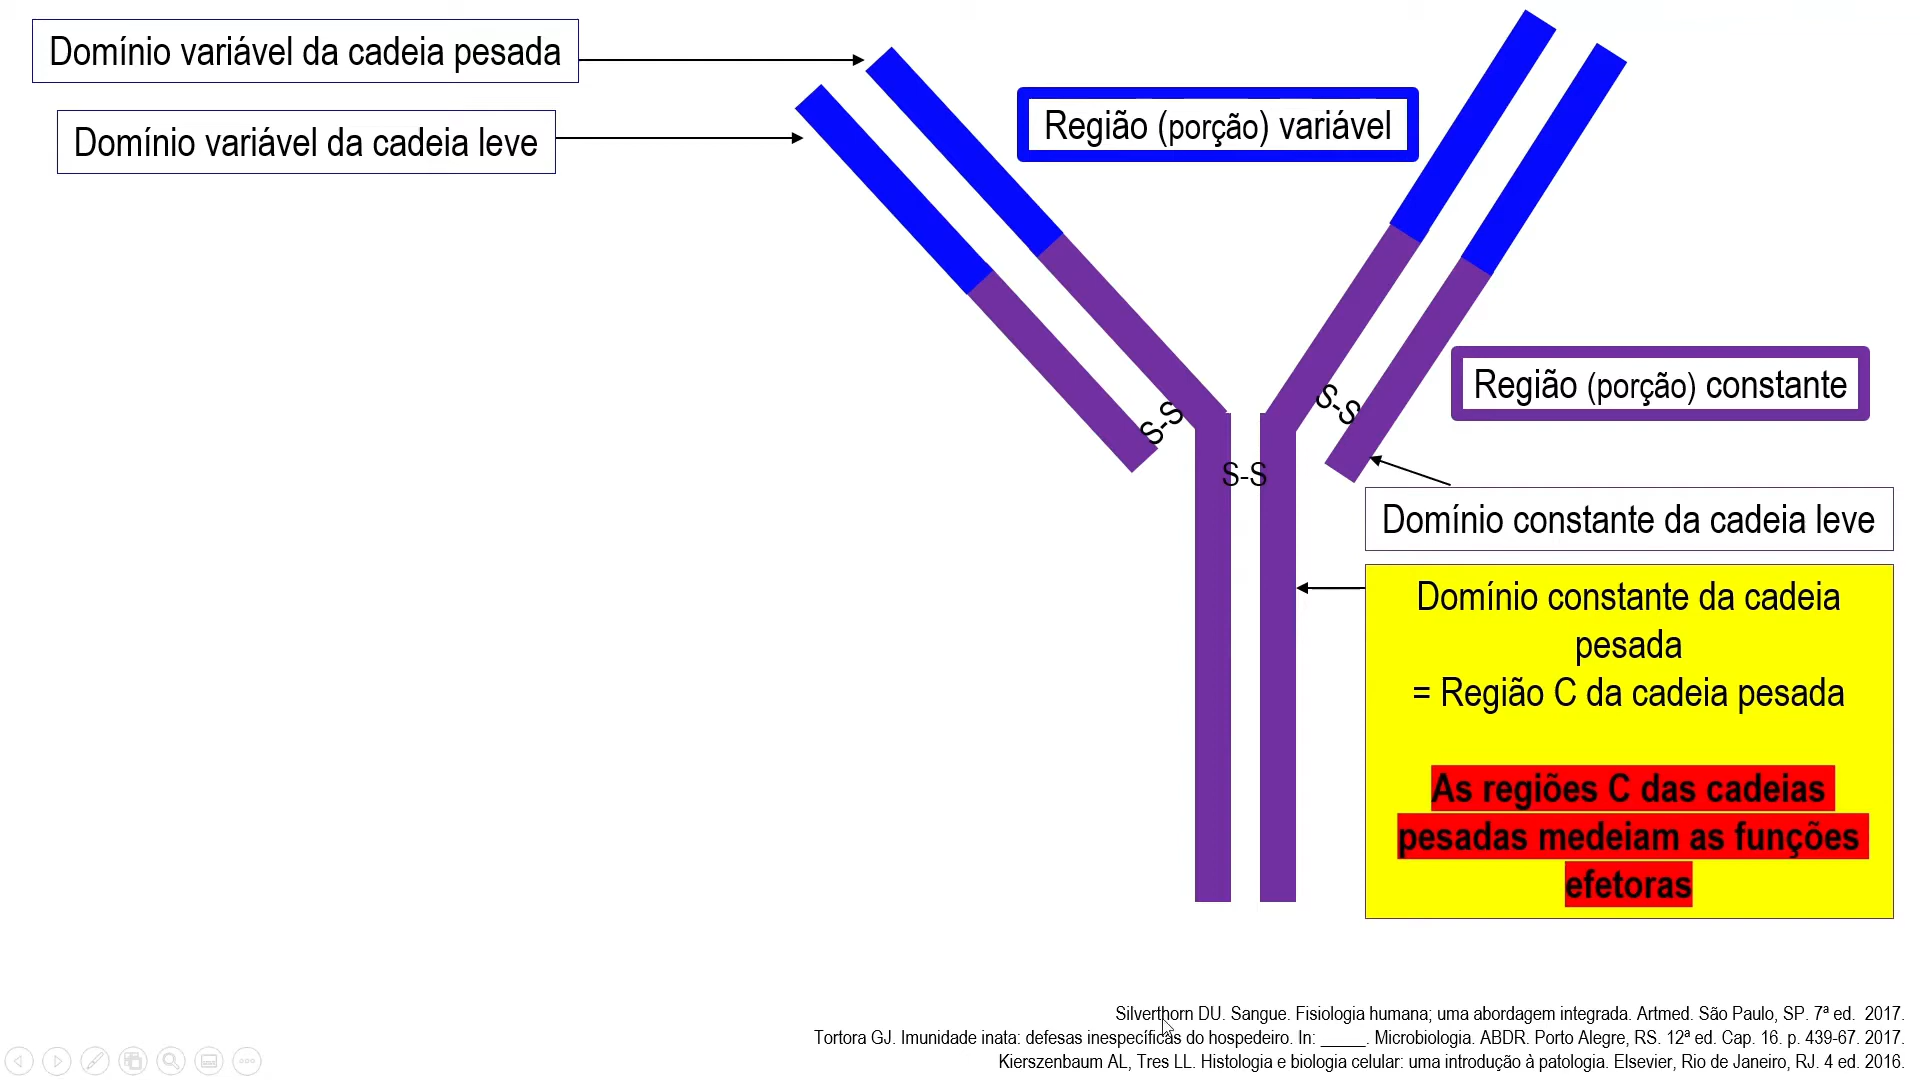 Domínio variável da cadeia pesada
Domínio variável da cadeia leve
Região (porção) variável
Região (porção) constante
S-S
S-S
S-S
Domínio constante da cadeia leve
Domínio constante da cadeia
pesada
= Região C da cadeia pesada
As regiões C das cadeias
pesadas medeiam as funções
efetoras
Silverthorn DU. Sangue. Fisiologia humana; uma abordagem integrada. Artmed. São Paulo, SP. 7ª ed. 2017.
Tortora GJ. Imunidade inata: defesas inespecíficas do hospedeiro. In: _____. Microbiologia. ABDR. Porto Alegre, RS. 12ª ed. Cap. 16. p. 439-67. 2017.
Kierszenbaum AL, Tres LL. Histologia e biologia celular: uma introdução à patologia. Elsevier, Rio de Janeiro, RJ. 4 ed. 2016.